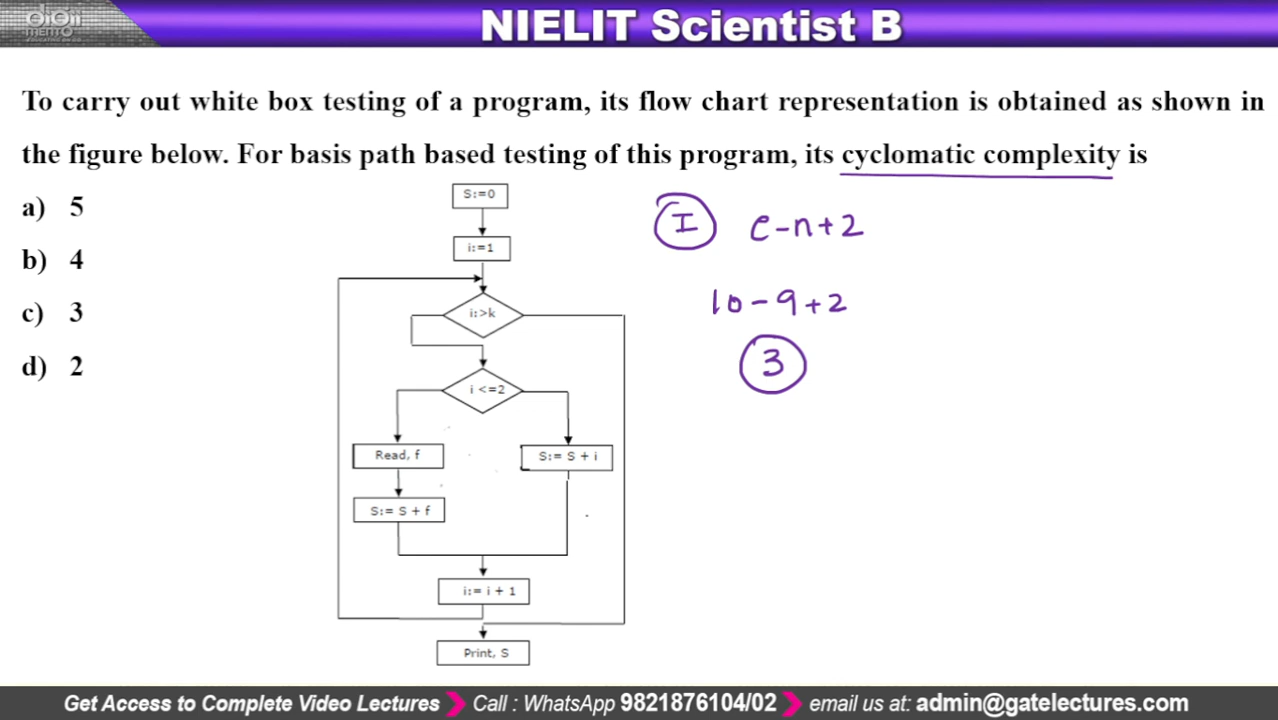 digii
MENTO
NIELIT Scientist B
To carry out white box testing of a program, its flow chart representation is obtained as shown in
the figure below. For basis path based testing of this program, its cyclomatic complexity is
a) 5
b) 4
c) 3
d) 2
S:=0
i:=1
i:>k
i <=2
Read, f
S:= S + i
S:= S + f
i:= i + 1
Print, S
I e-n+2
10-9+2
3
Get Access to Complete Video Lectures Call : WhatsApp 9821876104/02 email us at: admin@gatelectures.com